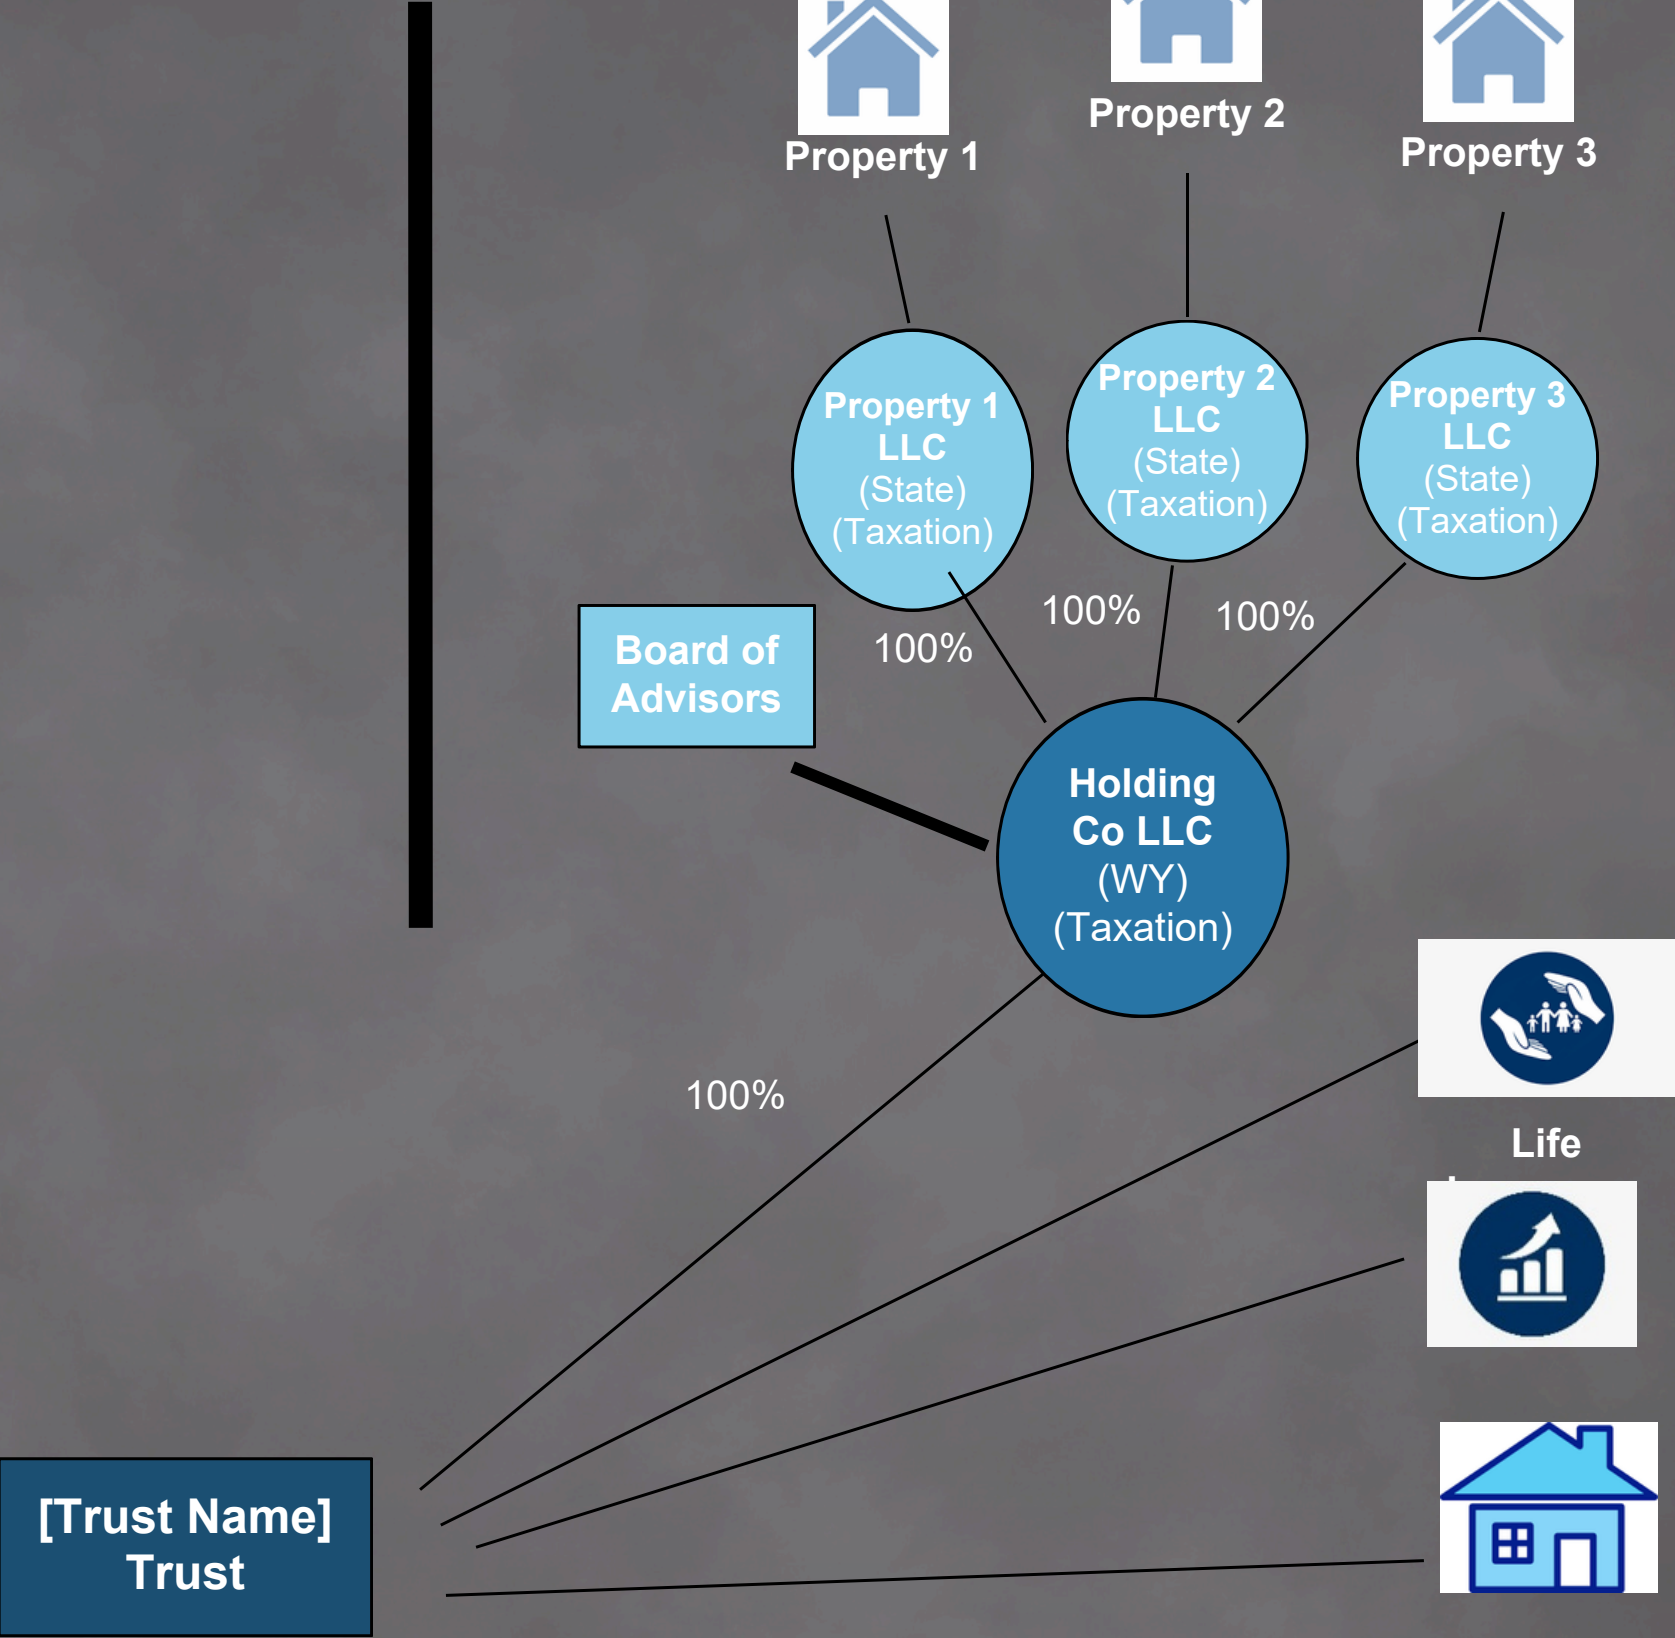 Property 1
Property 2
Property 3
Property 1
LLC
(State)
(Taxation)
Property 2
LLC
(State)
(Taxation)
Property 3
LLC
(State)
(Taxation)
100%
100%
100%
Board of
Advisors
Holding
Co LLC
(WY)
(Taxation)
100%
Life
[Trust Name]
Trust